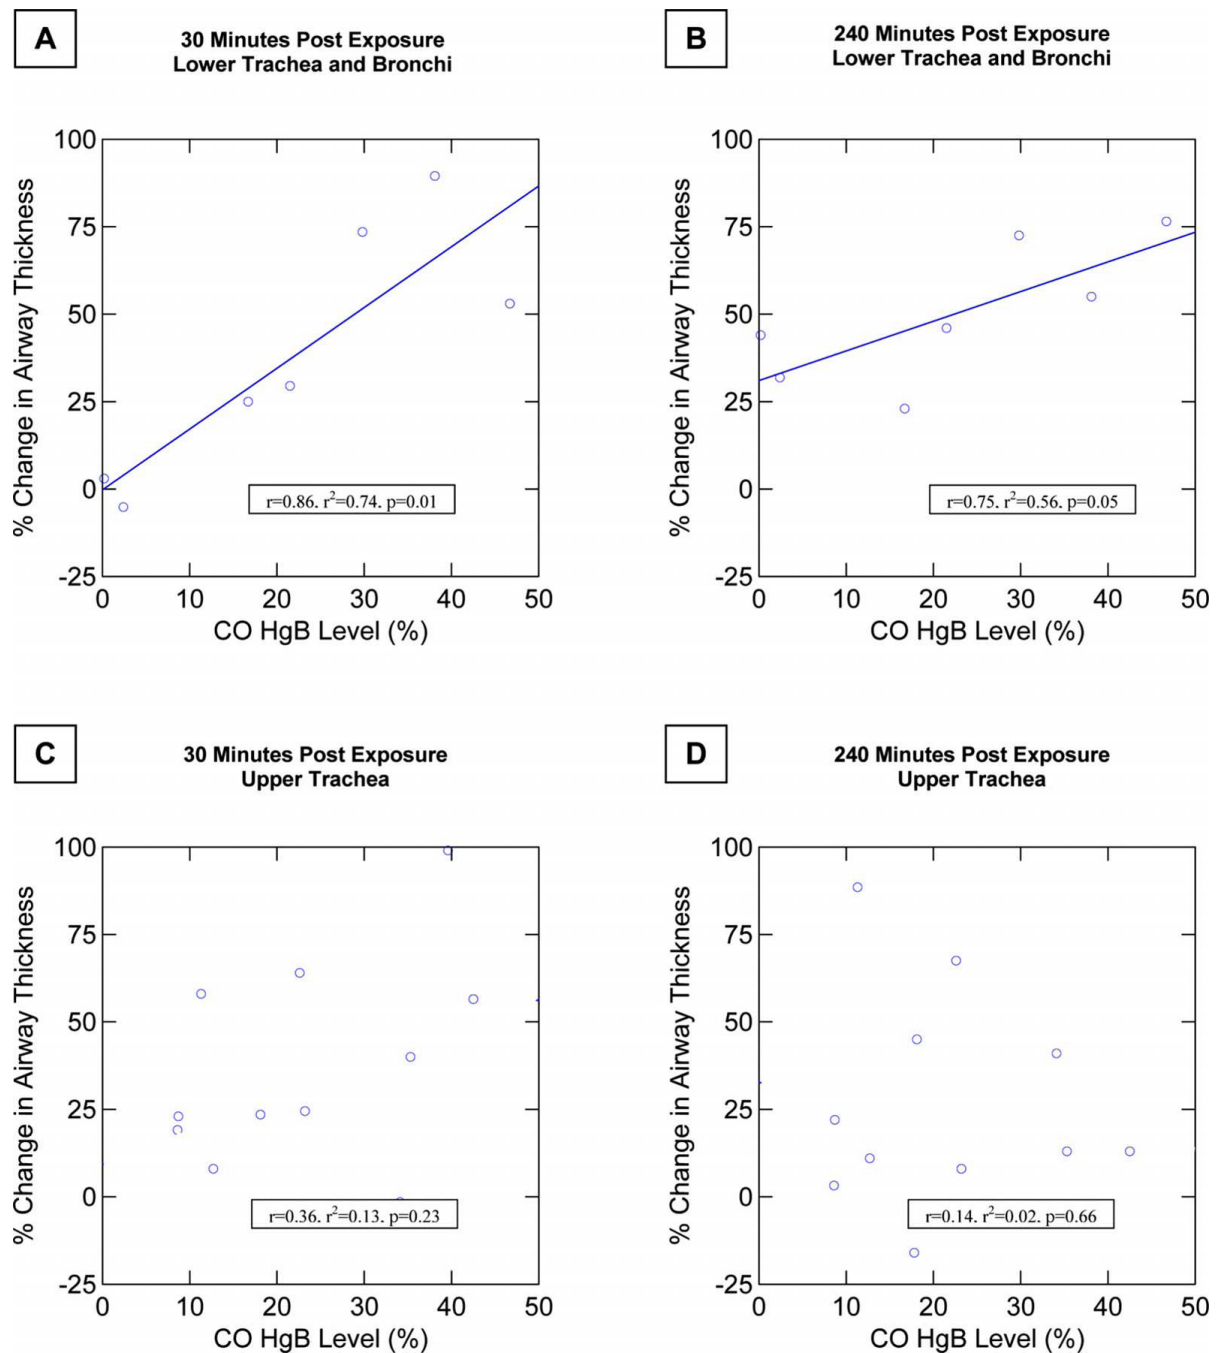 A
30 Minutes Post Exposure
Lower Trachea and Bronchi
% Change in Airway Thickness
100
75
50
25
0
-25
r=0.86. r²=0.74. p=0.01
0 10 20 30 40 50
CO HgB Level (%)
B
240 Minutes Post Exposure
Lower Trachea and Bronchi
% Change in Airway Thickness
100
75
50
25
0
-25
r=0.75. r²=0.56. p=0.05
0 10 20 30 40 50
CO HgB Level (%)
C
30 Minutes Post Exposure
Upper Trachea
% Change in Airway Thickness
100
75
50
25
0
-25
r=0.36. r²=0.13. p=0.23
0 10 20 30 40 50
CO HgB Level (%)
D
240 Minutes Post Exposure
Upper Trachea
% Change in Airway Thickness
100
75
50
25
0
-25
r=0.14. r²=0.02. p=0.66
0 10 20 30 40 50
CO HgB Level (%)